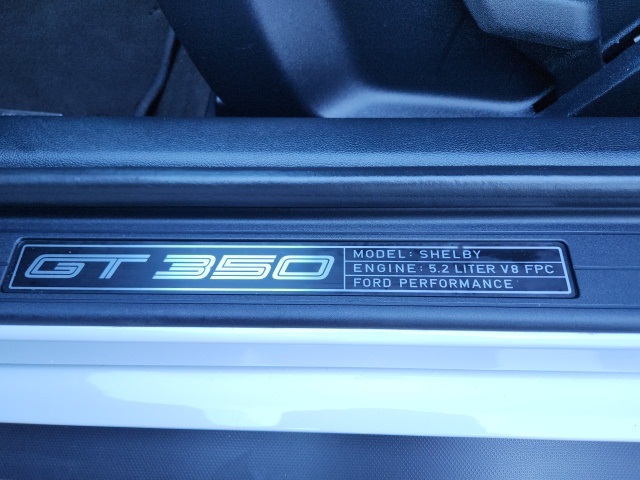 GT 350
MODEL: SHELBY
ENGINE: 5.2 LITER V8 FPC
FORD PERFORMANCE